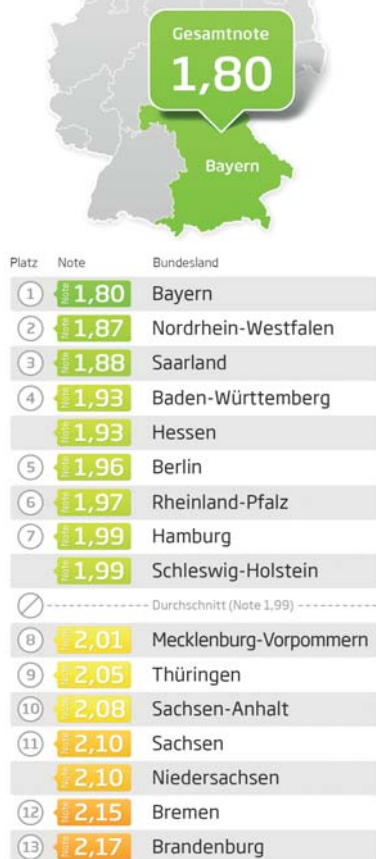 Gesamtnote
1,80
Bayern
Platz Note Bundesland
1 Note 1,80 Bayern
2 Note 1,87 Nordrhein-Westfalen
3 Note 1,88 Saarland
4 Note 1,93 Baden-Württemberg
Note 1,93 Hessen
5 Note 1,96 Berlin
6 Note 1,97 Rheinland-Pfalz
7 Note 1,99 Hamburg
Note 1,99 Schleswig-Holstein
Durchschnitt (Note 1,99)
8 Note 2,01 Mecklenburg-Vorpommern
9 Note 2,05 Thüringen
10 Note 2,08 Sachsen-Anhalt
11 Note 2,10 Sachsen
Note 2,10 Niedersachsen
12 Note 2,15 Bremen
13 Note 2,17 Brandenburg